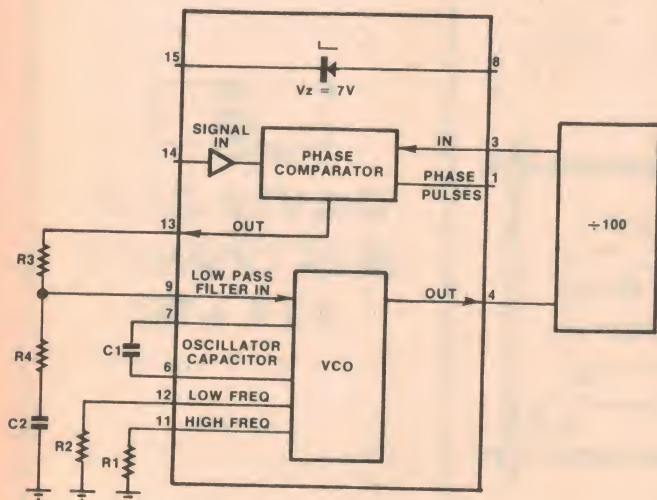 15
8
Vz = 7V
SIGNAL
IN
14
PHASE
COMPARATOR
IN
3
PHASE
PULSES
1
÷100
13
OUT
R3
9
LOW PASS
FILTER IN
OUT
4
7
C1
OSCILLATOR
CAPACITOR
VCO
R4
6
12
LOW FREQ
11
HIGH FREQ
C2
R2
R1